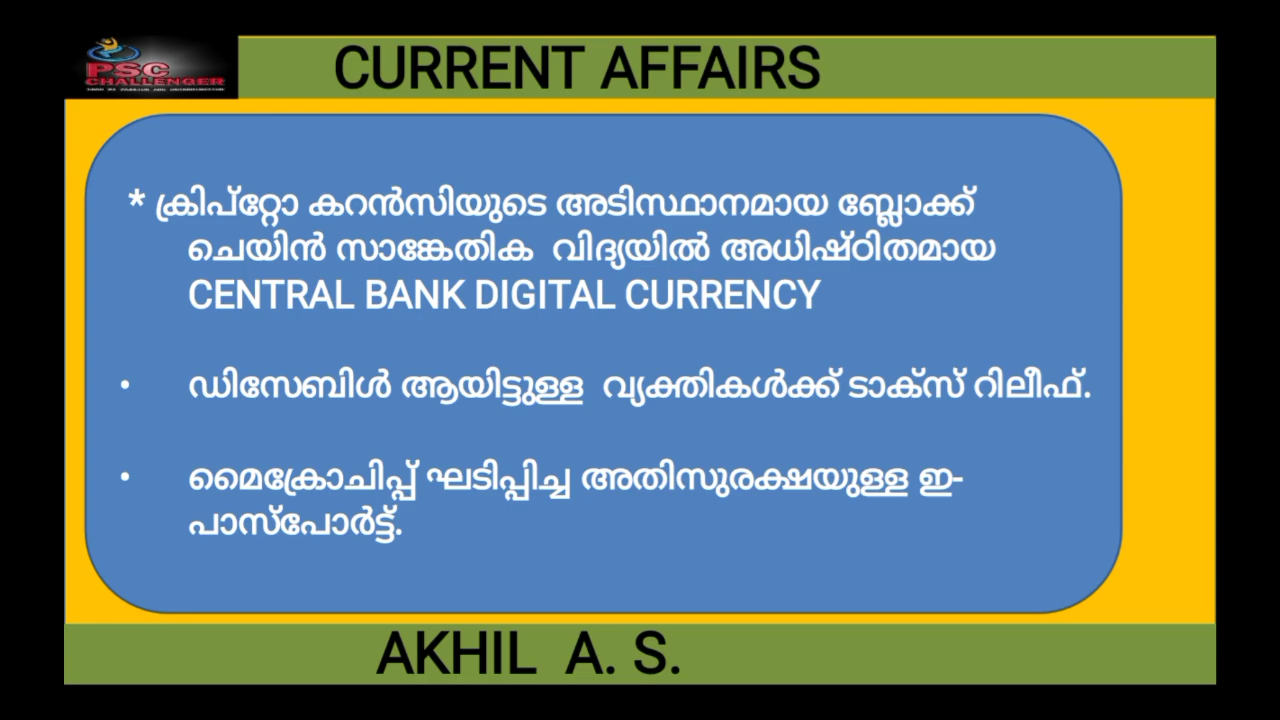 PSC
CHALLENGER
CURRENT AFFAIRS
* ക്രിപ്റ്റോ കറൻസിയുടെ അടിസ്ഥാനമായ ബ്ലോക്ക്
ചെയിൻ സാങ്കേതിക വിദ്യയിൽ അധിഷ്ഠിതമായ
CENTRAL BANK DIGITAL CURRENCY
• ഡിസേബിൾ ആയിട്ടുള്ള വ്യക്തികൾക്ക് ടാക്സ് റിലീഫ്.
• മൈക്രോചിപ്പ് ഘടിപ്പിച്ച അതിസുരക്ഷയുള്ള ഇ-
പാസ്പോർട്ട്.
AKHIL A. S.